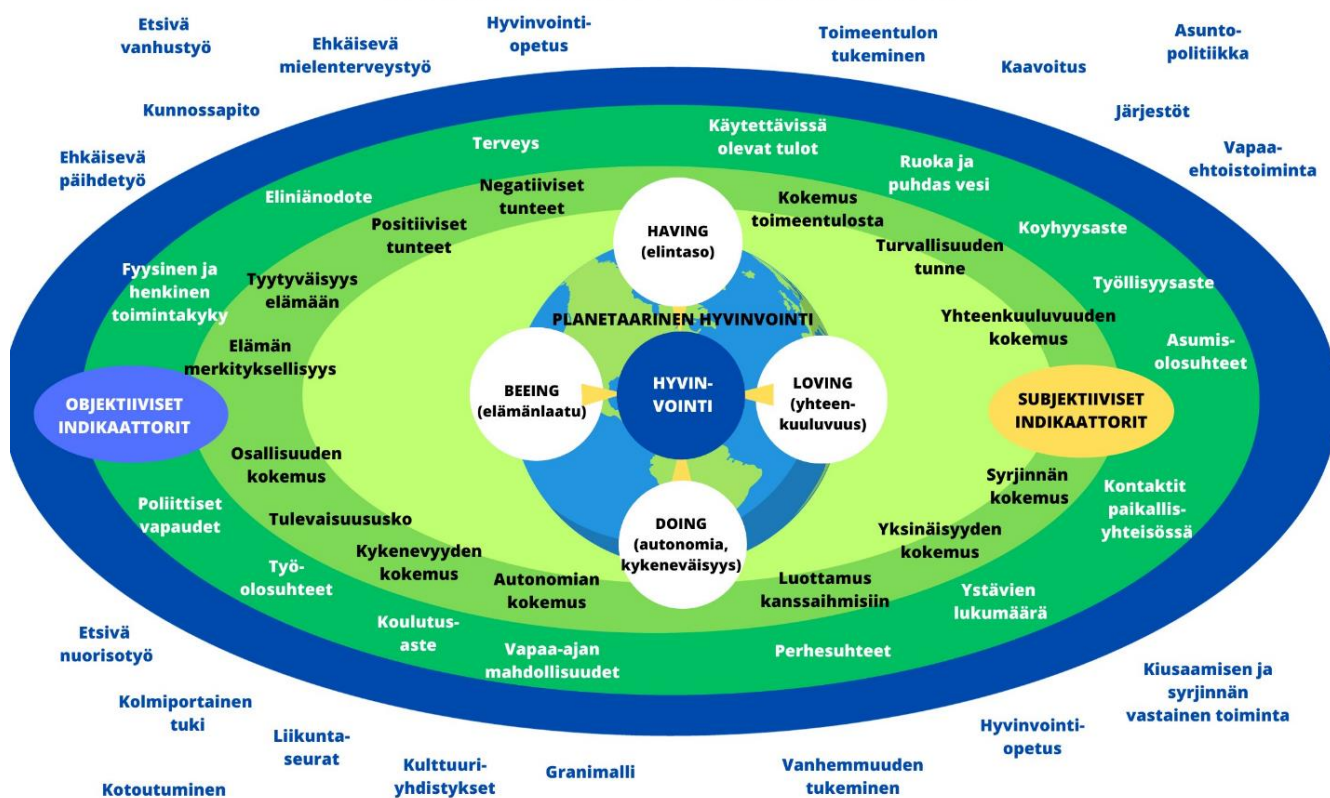 Etsivä
vanhustyö
Ehkäisevä
mielenterveystyö
Hyvinvointi-
opetus
Toimeentulon
tukeminen
Kaavoitus
Asunto-
politiikka
Kunnossapito
Järjestöt
Ehkäisevä
päihdetyö
Vapaa-
ehtoistoiminta
Terveys
Käytettävissä
olevat tulot
Ruoka ja
puhdas vesi
Eliniänodote
Koyhyysaste
Fyysinen ja
henkinen
toimintakyky
Työllisyysaste
Asumis-
olosuhteet
Negatiiviset
tunteet
Positiiviset
tunteet
Kokemus
toimeentulosta
Turvallisuuden
tunne
Tyytyväisyys
elämään
Yhteenkuuluvuuden
kokemus
Elämän
merkityksellisyys
HAVING
(elintaso)
PLANETAARINEN HYVINVOINTI
BEEING
(elämänlaatu)
HYVIN-
VOINTI
LOVING
(yhteen-
kuuluvuus)
DOING
(autonomia,
kykeneväisyys)
OBJEKTIIVISET
INDIKAATTORIT
SUBJEKTIIVISET
INDIKAATTORIT
Osallisuuden
kokemus
Syrjinnän
kokemus
Tulevaisuususko
Yksinäisyyden
kokemus
Kykenevyyden
kokemus
Autonomian
kokemus
Luottamus
kanssaihmisiin
Poliittiset
vapaudet
Kontaktit
paikallis-
yhteisössä
Työ-
olosuhteet
Ystävien
lukumäärä
Koulutus-
aste
Vapaa-ajan
mahdollisuudet
Perhesuhteet
Etsivä
nuorisotyö
Kiusaamisen ja
syrjinnän
vastainen toiminta
Kolmiportainen
tuki
Liikunta-
seurat
Hyvinvointi-
opetus
Kotoutuminen
Kulttuuri-
yhdistykset
Granimalli
Vanhemmuuden
tukeminen